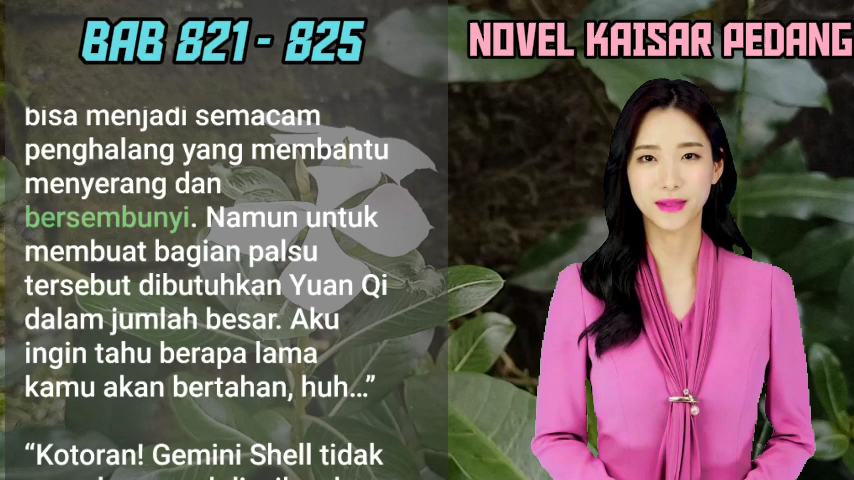 BAB 821 - 825
NOVEL KAISAR PEDANG
bisa menjadi semacam
penghalang yang membantu
menyerang dan
bersembunyi. Namun untuk
membuat bagian palsu
tersebut dibutuhkan Yuan Qi
dalam jumlah besar. Aku
ingin tahu berapa lama
kamu akan bertahan, huh…”
“Kotoran! Gemini Shell tidak